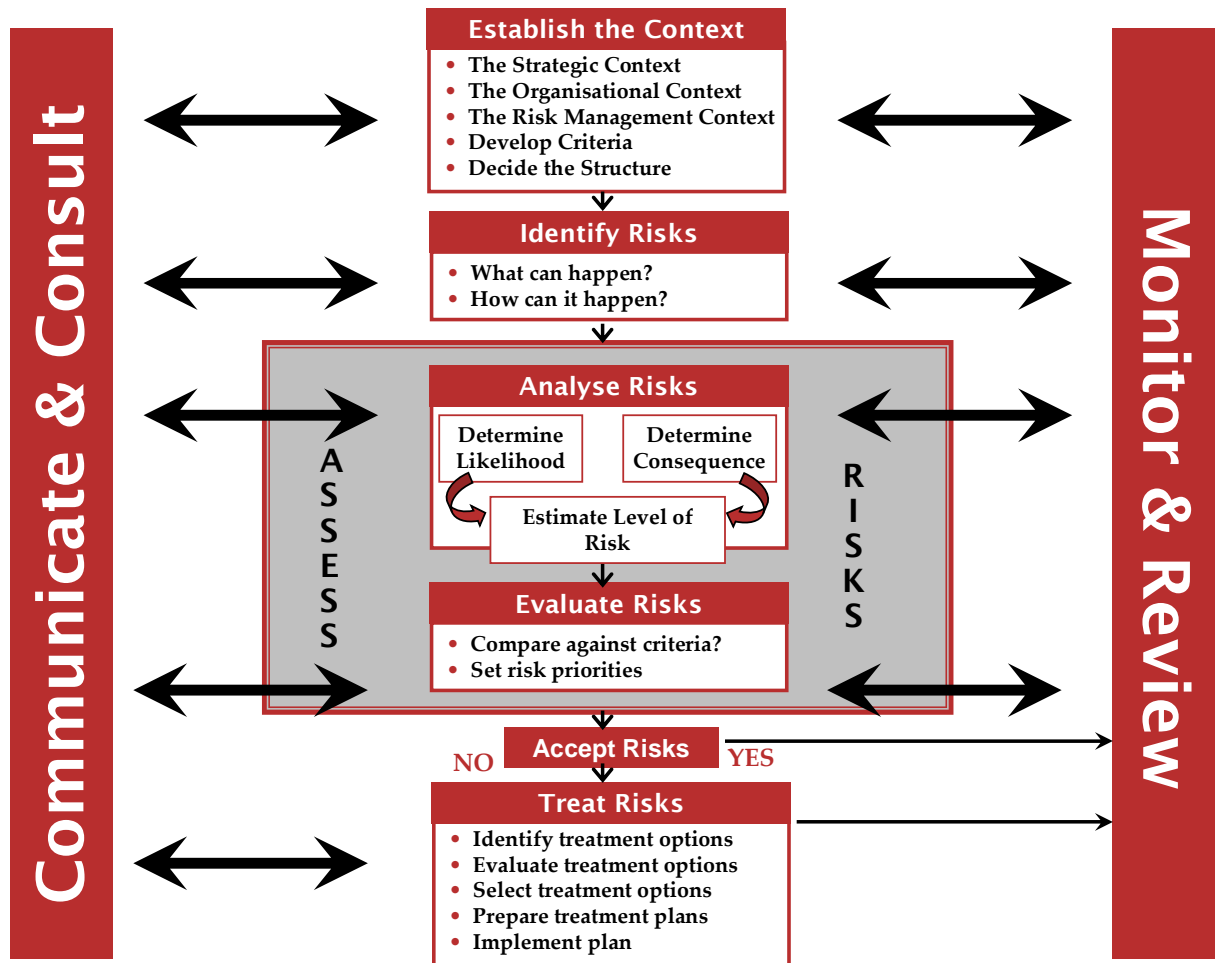 Communicate & Consult
Establish the Context
• The Strategic Context
• The Organisational Context
• The Risk Management Context
• Develop Criteria
• Decide the Structure
Identify Risks
• What can happen?
• How can it happen?
ASSESS
RISKS
Analyse Risks
Determine
Likelihood
Determine
Consequence
Estimate Level of
Risk
Evaluate Risks
• Compare against criteria?
• Set risk priorities
Accept Risks
NO
YES
Treat Risks
• Identify treatment options
• Evaluate treatment options
• Select treatment options
• Prepare treatment plans
• Implement plan
Monitor & Review